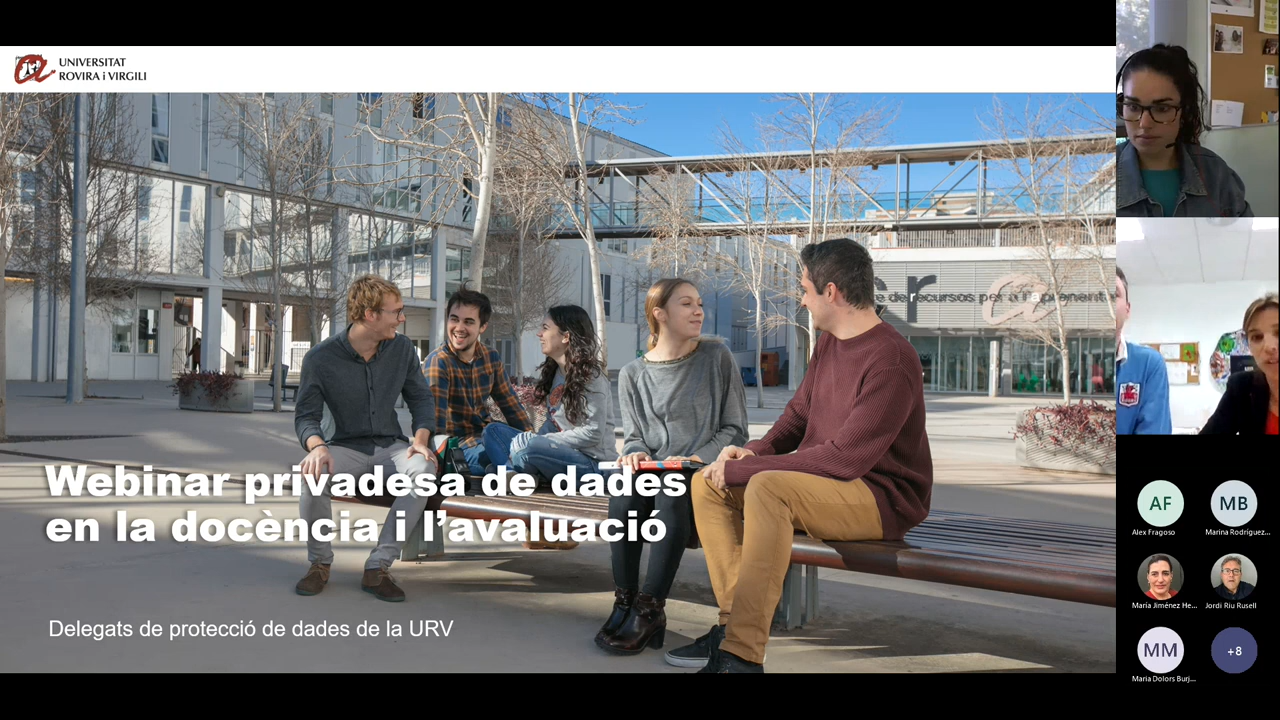 UNIVERSITAT
ROVIRA i VIRGILI
Webinar privadesa de dades
en la docència i l’avaluació
Delegats de protecció de dades de la URV
AF
Alex Fragoso
MB
Marina Rodríguez...
Maria Jiménez He...
Jordi Riu Rusell
MM
Maria Dolors Burj...
+8